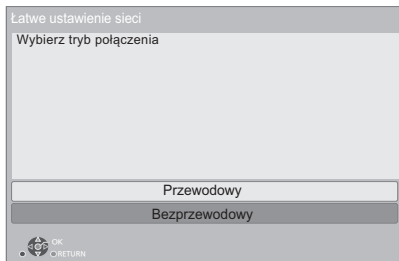 Łatwe ustawienie sieci
Wybierz tryb połączenia
Przewodowy
Bezprzewodowy
OK
RETURN